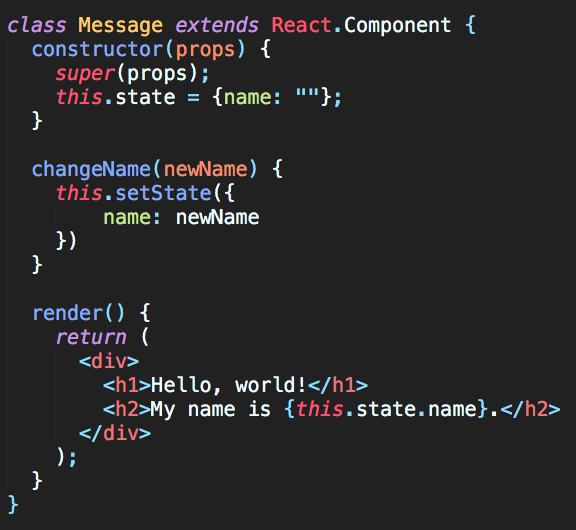 class Message extends React.Component {
  constructor(props) {
    super(props);
    this.state = {name: ""};
  }

  changeName(newName) {
    this.setState({
        name: newName
    })
  }

  render() {
    return (
      <div>
        <h1>Hello, world!</h1>
        <h2>My name is {this.state.name}.</h2>
      </div>
    );
  }
}